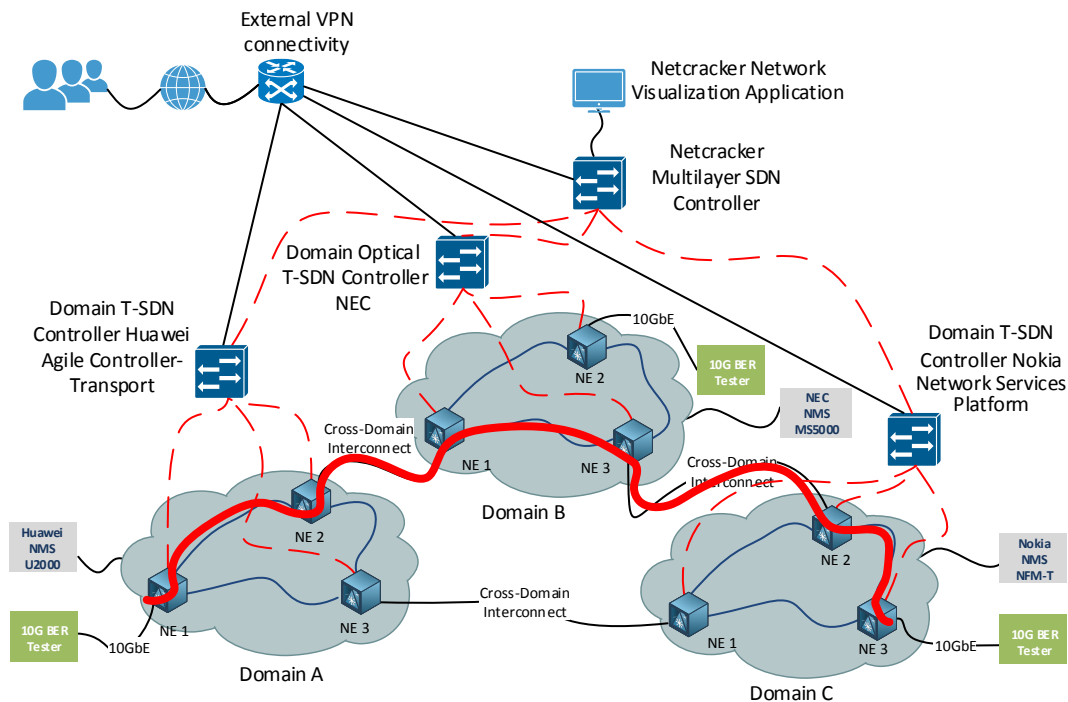 External VPN
connectivity
Netcracker Network
Visualization Application
Netcracker
Multilayer SDN
Controller
Domain Optical
T-SDN Controller
NEC
Domain T-SDN
Controller Huawei
Agile Controller-
Transport
10GbE
NE 2
10G BER
Tester
Domain T-SDN
Controller Nokia
Network Services
Platform
NEC
NMS
MS5000
Cross-Domain
Interconnect
NE 1
NE 3
Cross-Domain
Interconnect
Domain B
Huawei
NMS
U2000
NE 2
NE 2
Nokia
NMS
NFM-T
Cross-Domain
Interconnect
10G BER
Tester
10GbE
NE 1
NE 3
NE 1
NE 3
10GbE
10G BER
Tester
Domain A
Domain C